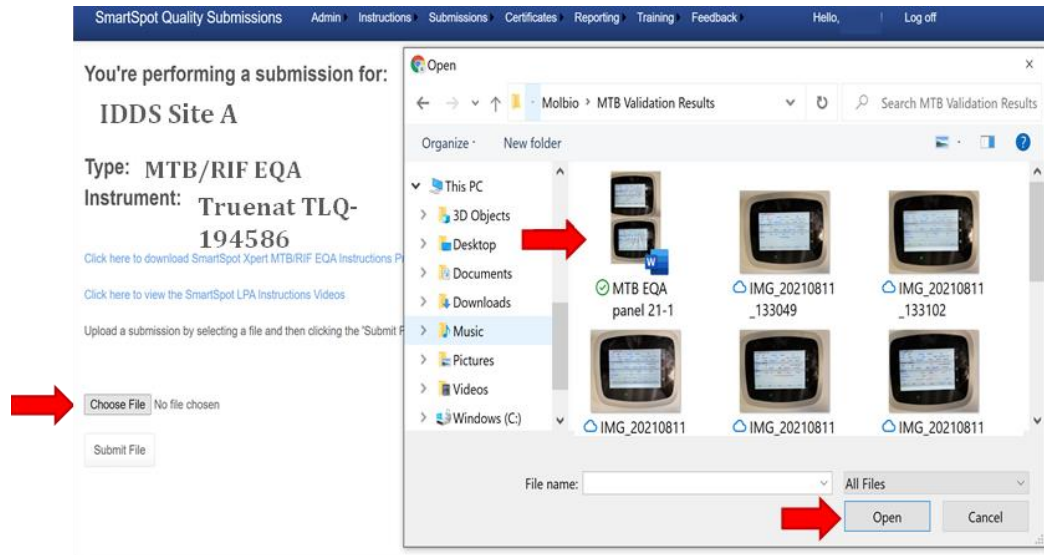 SmartSpot Quality Submissions Admin Instructions Submissions Certificates Reporting Training Feedback Hello, Log off
You're performing a submission for:
IDDS Site A
Type: MTB/RIF EQA
Instrument: Truenat TLQ-
194586
Click here to download SmartSpot Xpert MTB/RIF EQA Instructions P
Click here to view the SmartSpot LPA Instructions Videos
Upload a submission by selecting a file and then clicking the 'Submit F
Choose File No file chosen
Submit File
Open
Molbio > MTB Validation Results
Search MTB Validation Results
Organize New folder
This PC
3D Objects
Desktop
Documents
Downloads
Music
Pictures
Videos
Windows (C:)
MTB EQA
panel 21-1
IMG_20210811
_133049
IMG_20210811
_133102
IMG_20210811
IMG_20210811
IMG_20210811
File name:
All Files
Open Cancel